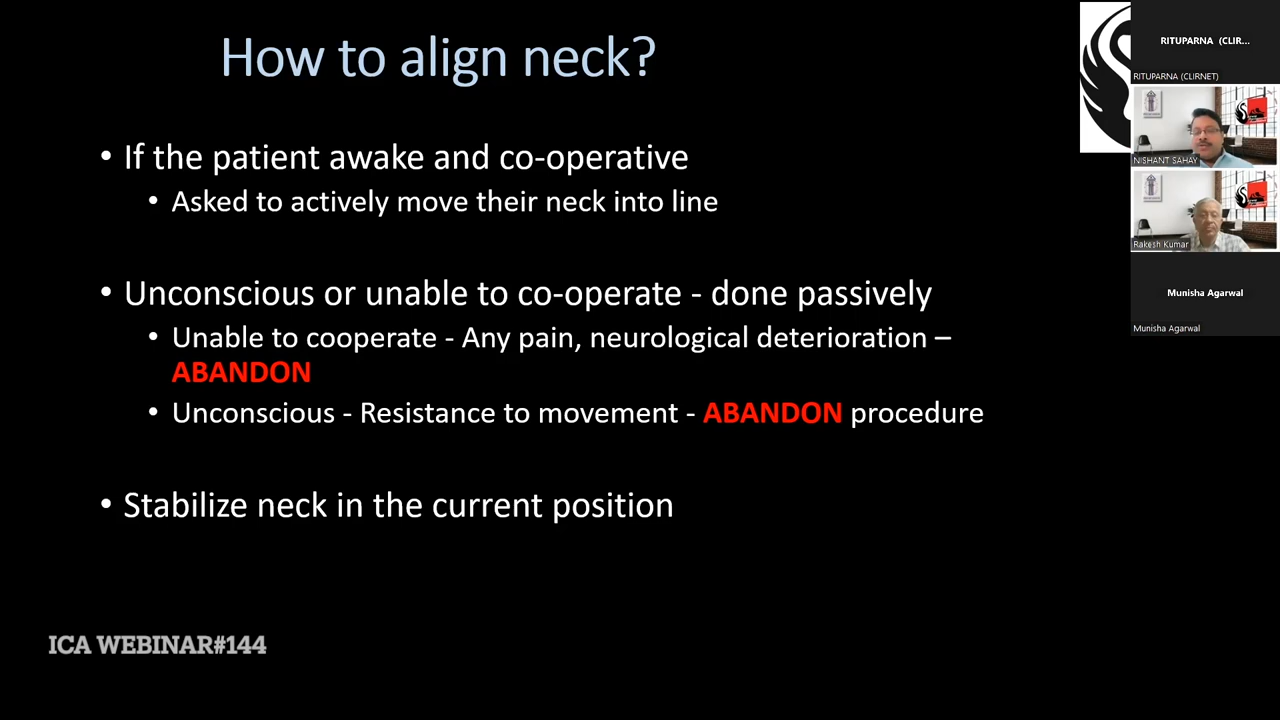 How to align neck?
• If the patient awake and co-operative
• Asked to actively move their neck into line
• Unconscious or unable to co-operate - done passively
• Unable to cooperate - Any pain, neurological deterioration –
ABANDON
• Unconscious - Resistance to movement - ABANDON procedure
• Stabilize neck in the current position
ICA WEBINAR#144
RITUPARNA (CLIR...
RITUPARNA (CLIRNET)
NISHANT SAHAY
Rakesh Kumar
Munisha Agarwal
Munisha Agarwal